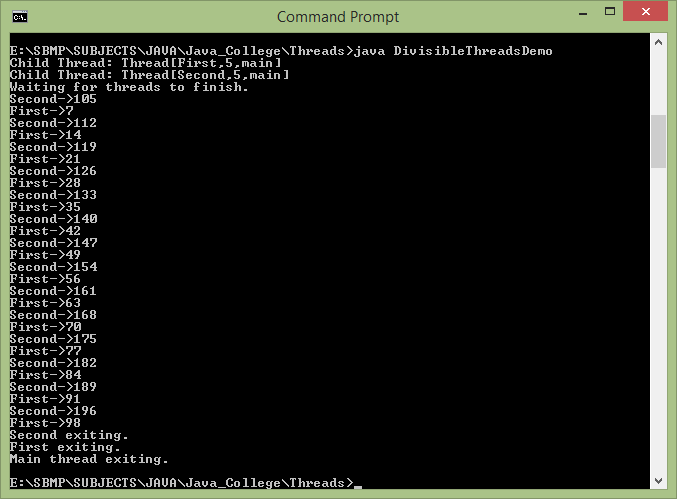 Command Prompt
C:\.
E:\SBMP\SUBJECTS\JAVA\Java_College\Threads>java DivisibleThreadsDemo
Child Thread: Thread[First,5,main]
Child Thread: Thread[Second,5,main]
Waiting for threads to finish.
Second->105
First->7
Second->112
First->14
Second->119
First->21
Second->126
First->28
Second->133
First->35
Second->140
First->42
Second->147
First->49
Second->154
First->56
Second->161
First->63
Second->168
First->70
Second->175
First->77
Second->182
First->84
Second->189
First->91
Second->196
First->98
Second exiting.
First exiting.
Main thread exiting.
E:\SBMP\SUBJECTS\JAVA\Java_College\Threads>_